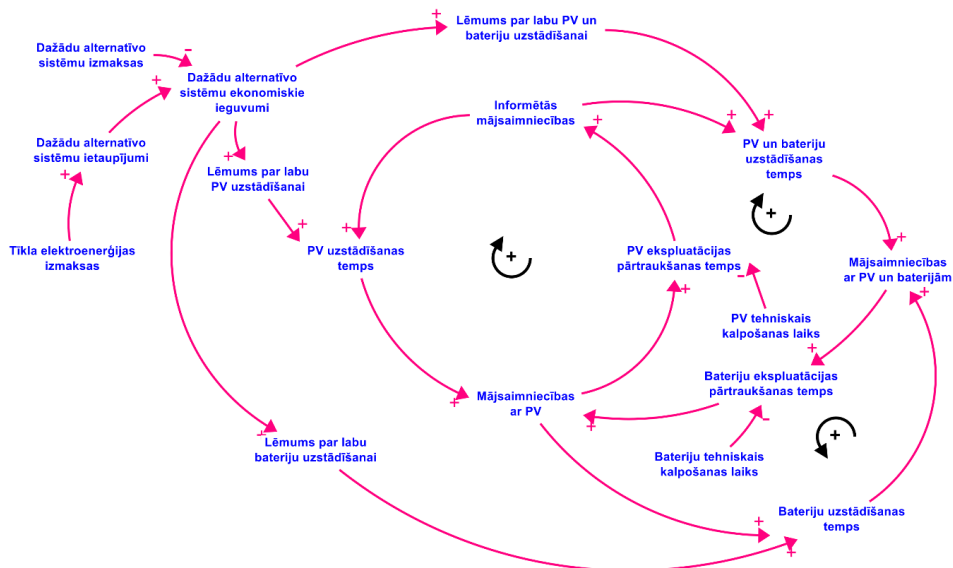 Lēmums par labu PV un
bateriju uzstādīšanai
Dažādu alternatīvo
sistēmu izmaksas
-
+
+
Dažādu alternatīvo
sistēmu ekonomiskie
ieguvumi
Informētās
mājsaimniecības
+
+
+
Dažādu alternatīvo
sistēmu ietaupījumi
+
PV un bateriju
uzstādīšanas
temps
+
Lēmums par labu
PV uzstādīšanai
+
+
+
+
Tīkla elektroenerģijas
izmaksas
PV uzstādīšanas
temps
+
PV ekspluatācijas
pārtraukšanas temps
+
Mājsaimniecības
ar PV un baterijām
-
+
+
PV tehniskais
kalpošanas laiks
+
Bateriju ekspluatācijas
pārtraukšanas temps
Mājsaimniecības
ar PV
+
+
-
+
Lēmums par labu
bateriju uzstādīšanai
+
Bateriju tehniskais
kalpošanas laiks
Bateriju uzstādīšanas
temps
+
+